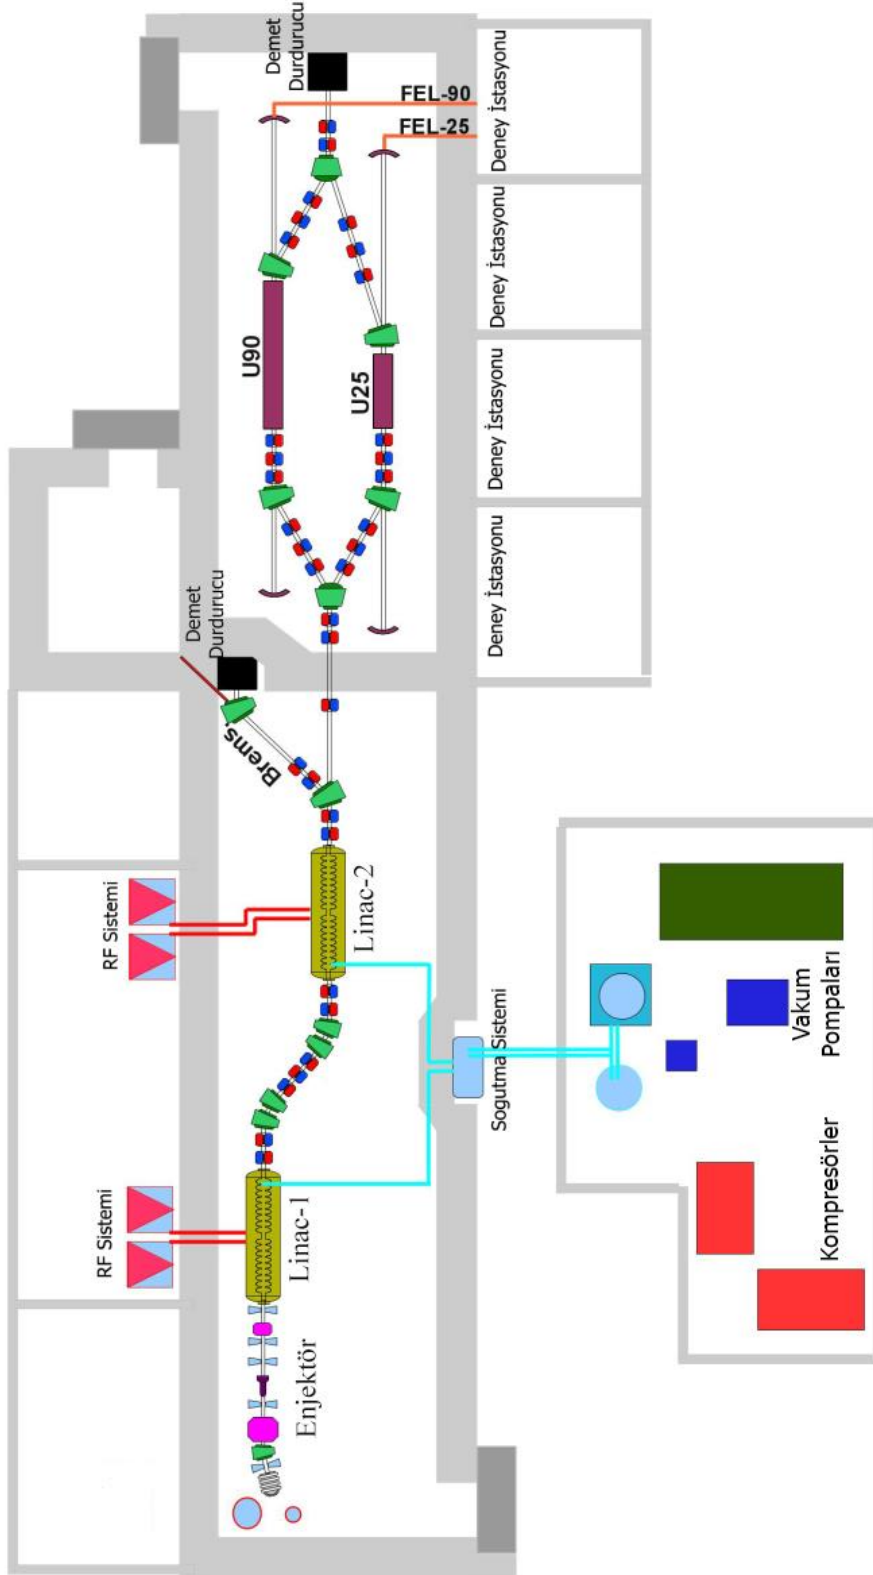 Demet
Durdurucu
FEL-90
FEL-25
Deney İstasyonu
Deney İstasyonu
U90
U25
Deney İstasyonu
Deney İstasyonu
Demet
Durdurucu
Brems.
RF Sistemi
Linac-2
Sogutma Sistemi
Vakum
Pompaları
RF Sistemi
Linac-1
Kompresörler
Enjektör